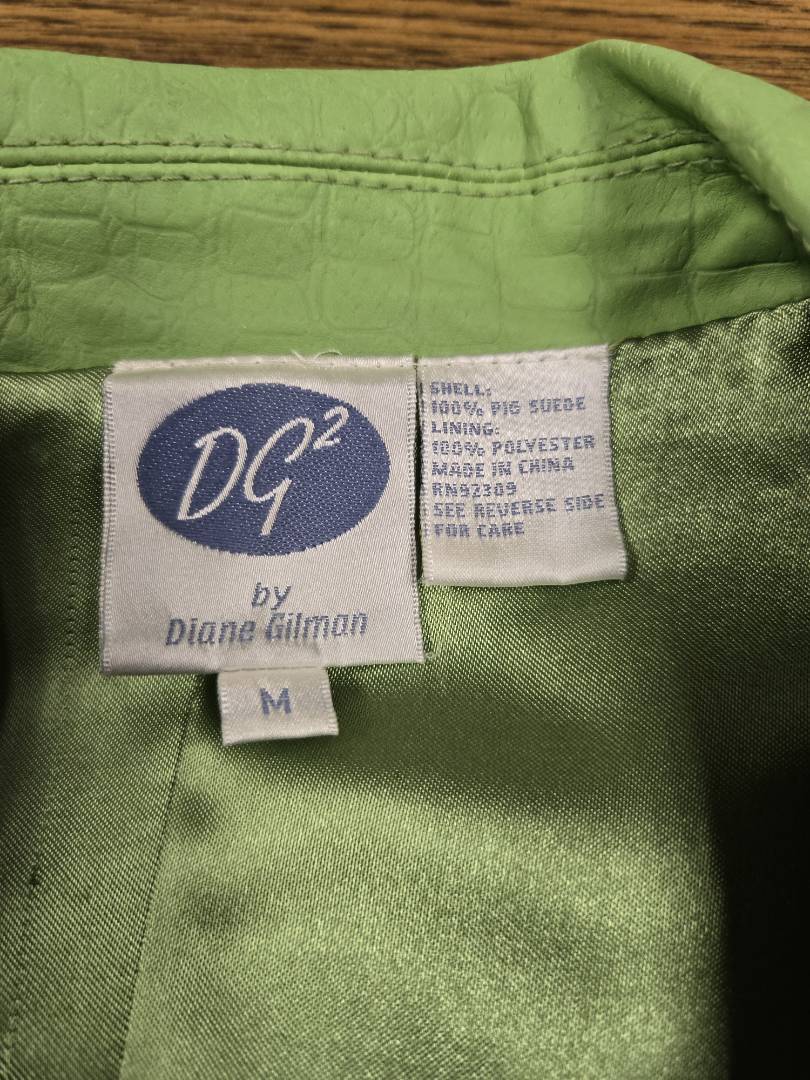 DG²
by
Diane Gilman
M
SHELL:
100% PIG SUEDE
LINING:
100% POLYESTER
MADE IN CHINA
RN92309
SEE REVERSE SIDE
FOR CARE